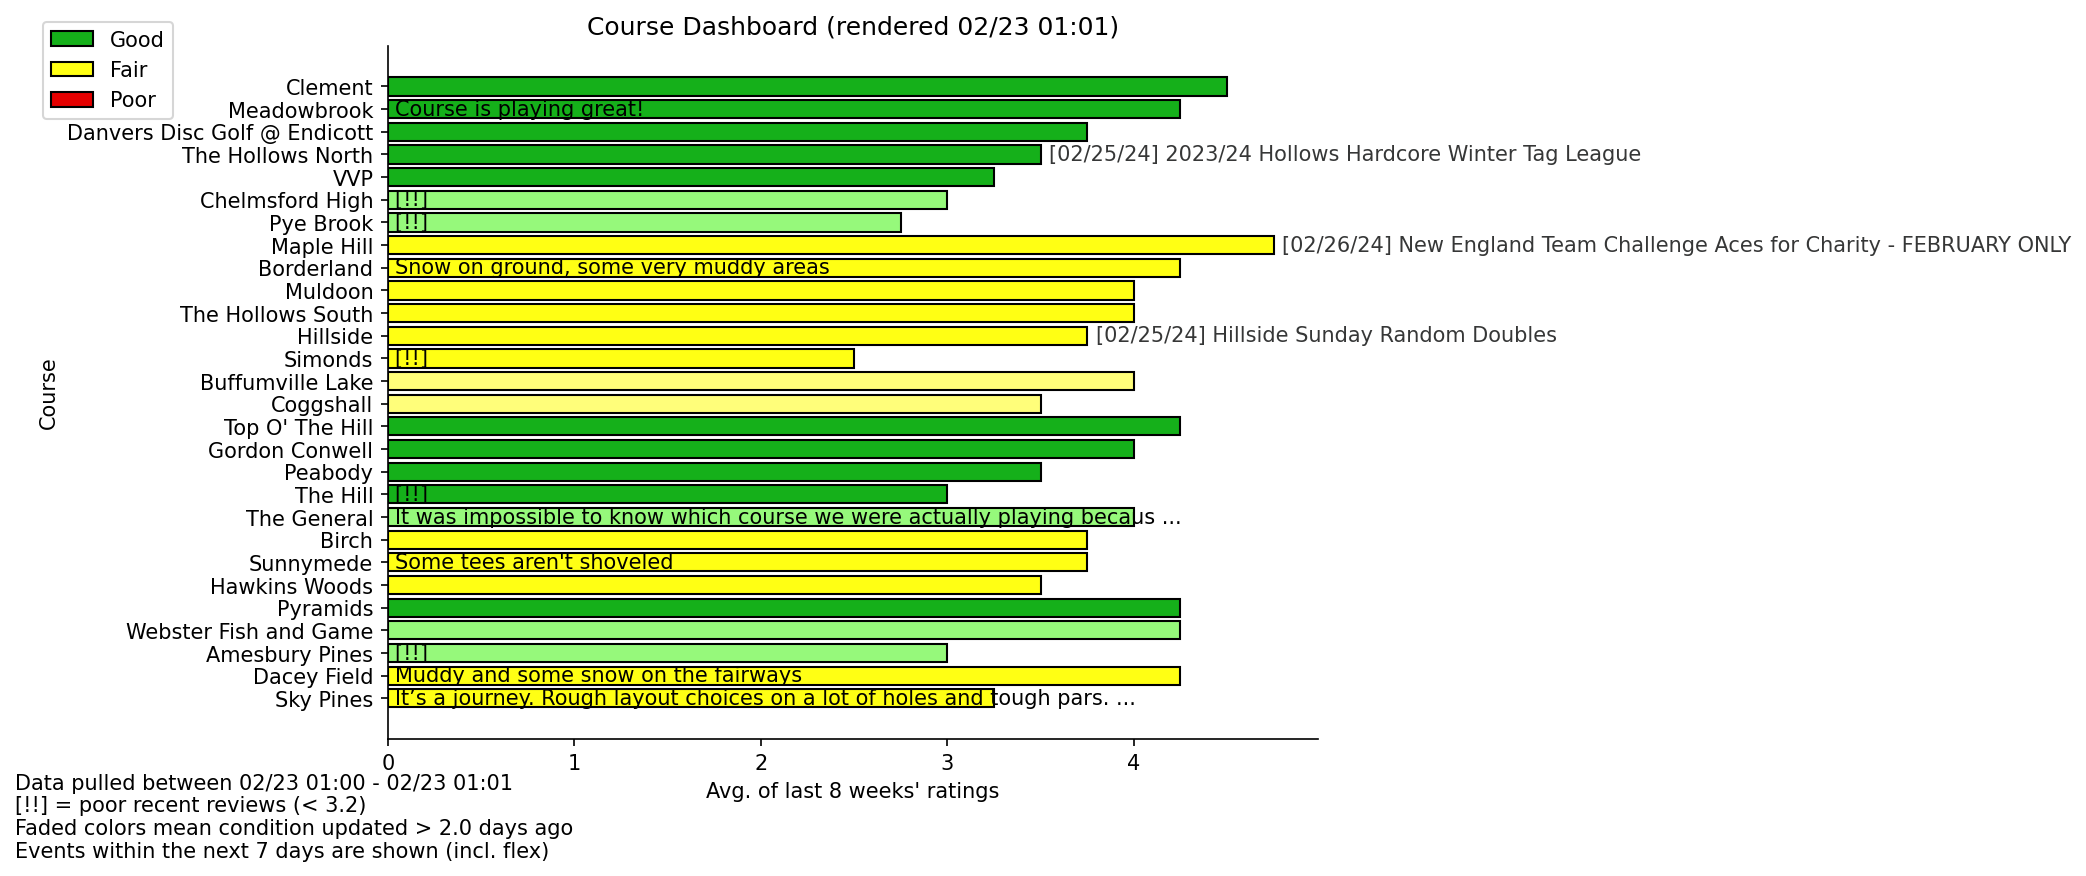 Course Dashboard (rendered 02/23 01:01)
Good
Fair
Poor
Clement
Meadowbrook Course is playing great!
Danvers Disc Golf @ Endicott
The Hollows North [02/25/24] 2023/24 Hollows Hardcore Winter Tag League
VVP
Chelmsford High [!!]
Pye Brook [!!]
Maple Hill [02/26/24] New England Team Challenge Aces for Charity - FEBRUARY ONLY
Borderland Snow on ground, some very muddy areas
Muldoon
The Hollows South
Hillside [02/25/24] Hillside Sunday Random Doubles
Simonds [!!]
Buffumville Lake
Coggshall
Top O' The Hill
Gordon Conwell
Peabody
The Hill [!!]
The General It was impossible to know which course we were actually playing becaus ...
Birch
Sunnymede Some tees aren't shoveled
Hawkins Woods
Pyramids
Webster Fish and Game
Amesbury Pines [!!]
Dacey Field Muddy and some snow on the fairways
Sky Pines It’s a journey. Rough layout choices on a lot of holes and tough pars. ...
Course
0 1 2 3 4
Avg. of last 8 weeks' ratings
Data pulled between 02/23 01:00 - 02/23 01:01
[!!] = poor recent reviews (< 3.2)
Faded colors mean condition updated > 2.0 days ago
Events within the next 7 days are shown (incl. flex)